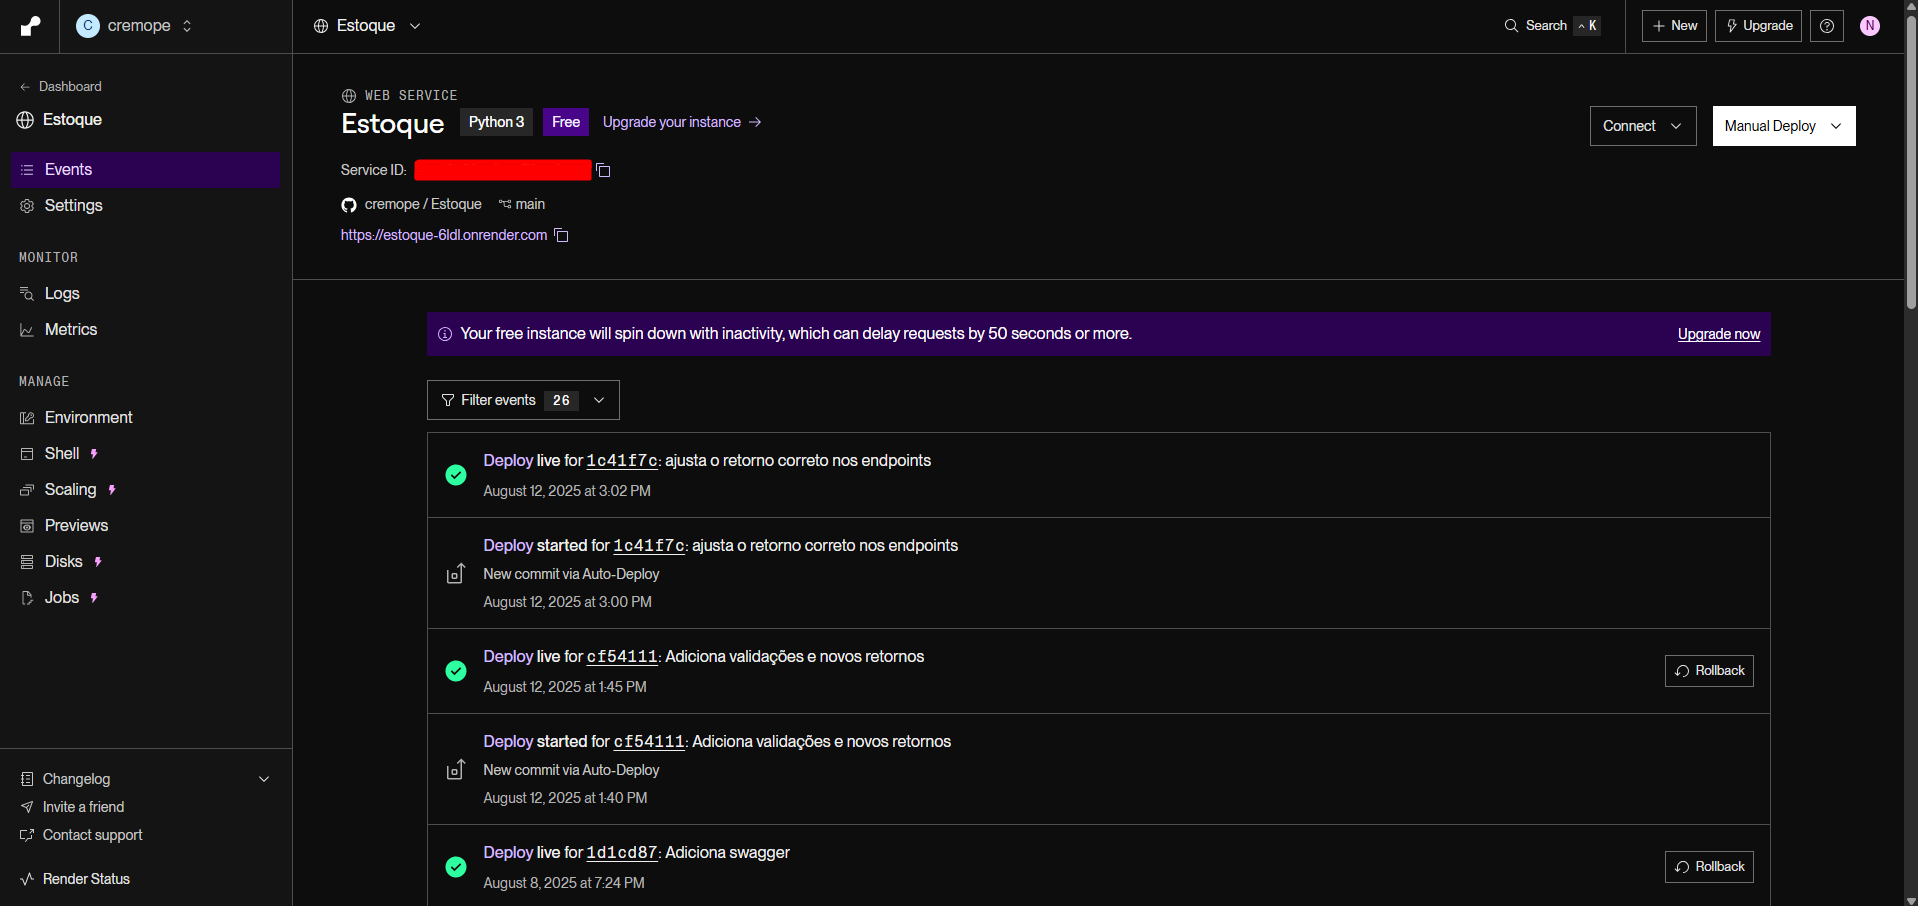 C cremope
Estoque
Search ^ K
+ New
Upgrade
N
← Dashboard
Estoque
Events
Settings
MONITOR
Logs
Metrics
MANAGE
Environment
Shell
Scaling
Previews
Disks
Jobs
Changelog
Invite a friend
Contact support
Render Status
WEB SERVICE
Estoque Python 3 Free Upgrade your instance →
Connect
Manual Deploy
Service ID:
cremope / Estoque main
https://estoque-6ldl.onrender.com
Your free instance will spin down with inactivity, which can delay requests by 50 seconds or more.
Upgrade now
Filter events 26
Deploy live for 1c41f7c: ajusta o retorno correto nos endpoints
August 12, 2025 at 3:02 PM
Deploy started for 1c41f7c: ajusta o retorno correto nos endpoints
New commit via Auto-Deploy
August 12, 2025 at 3:00 PM
Deploy live for cf54111: Adiciona validações e novos retornos
August 12, 2025 at 1:45 PM
Rollback
Deploy started for cf54111: Adiciona validações e novos retornos
New commit via Auto-Deploy
August 12, 2025 at 1:40 PM
Deploy live for 1d1cd87: Adiciona swagger
August 8, 2025 at 7:24 PM
Rollback